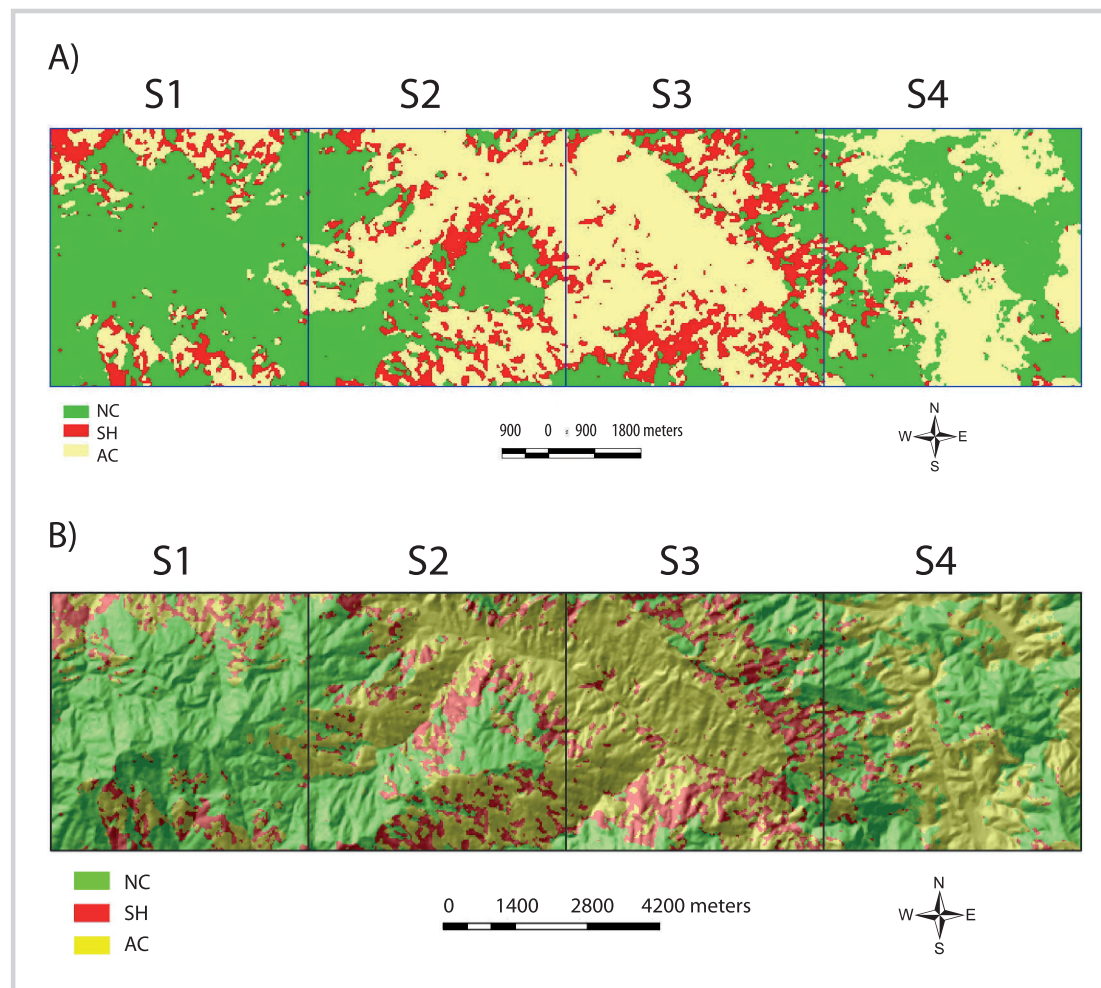 A)
S1 S2 S3 S4
NC
SH
AC
900 0 900 1800 meters
N
W E
S
B)
S1 S2 S3 S4
NC
SH
AC
0 1400 2800 4200 meters
N
W E
S